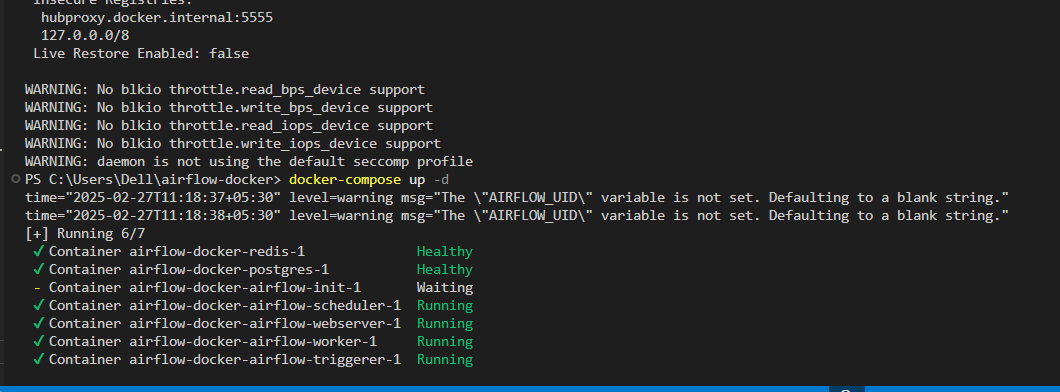 Insecure Registries:
hubproxy.docker.internal:5555
127.0.0.0/8
Live Restore Enabled: false
WARNING: No blkio throttle.read_bps_device support
WARNING: No blkio throttle.write_bps_device support
WARNING: No blkio throttle.read_iops_device support
WARNING: No blkio throttle.write_iops_device support
WARNING: daemon is not using the default seccomp profile
PS C:\Users\Dell\airflow-docker> docker-compose up -d
time="2025-02-27T11:18:37+05:30" level=warning msg="The \"AIRFLOW_UID\" variable is not set. Defaulting to a blank string."
time="2025-02-27T11:18:38+05:30" level=warning msg="The \"AIRFLOW_UID\" variable is not set. Defaulting to a blank string."
[+] Running 6/7
✓ Container airflow-docker-redis-1 Healthy
✓ Container airflow-docker-postgres-1 Healthy
- Container airflow-docker-airflow-init-1 Waiting
✓ Container airflow-docker-airflow-scheduler-1 Running
✓ Container airflow-docker-airflow-webserver-1 Running
✓ Container airflow-docker-airflow-worker-1 Running
✓ Container airflow-docker-airflow-triggerer-1 Running